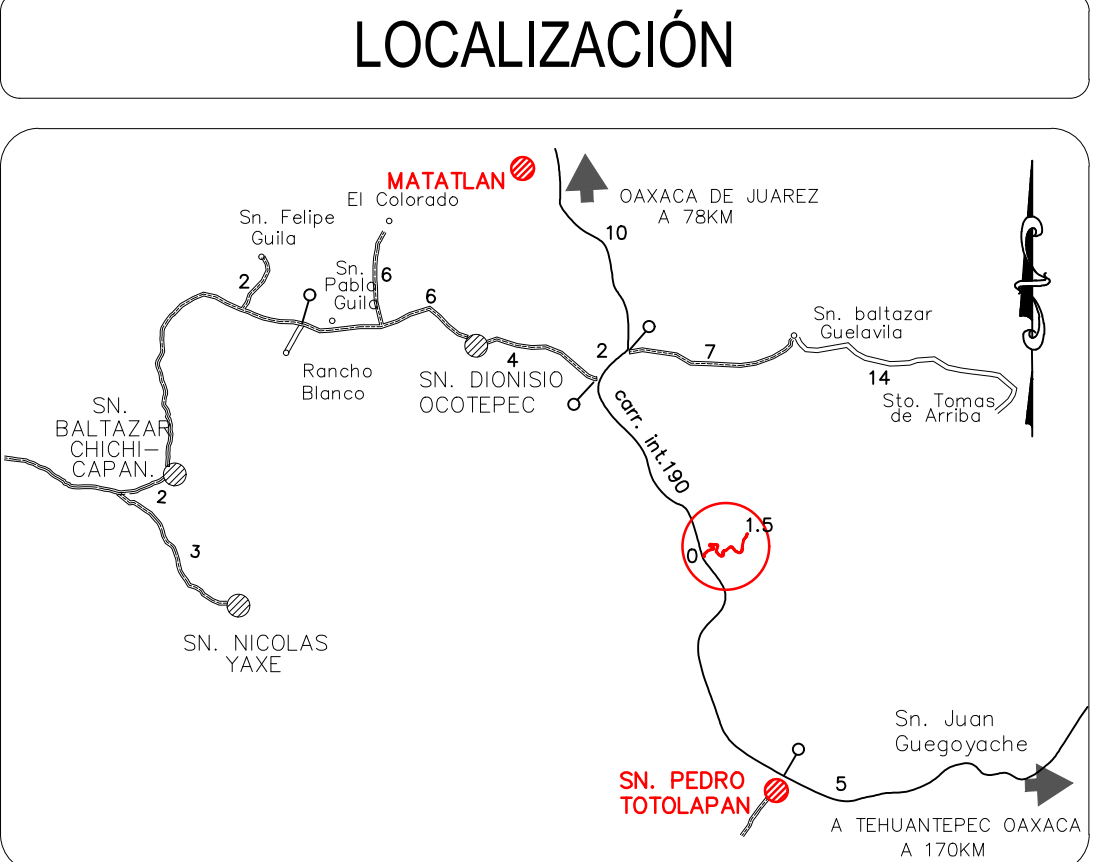 LOCALIZACIÓN
MATATLAN
OAXACA DE JUAREZ
A 78KM
El Colorado
Sn. Felipe
Guila
10
2
Sn.
Pablo
Guila
6
6
Sn. baltazar
Guelavila
2
7
4
14
Rancho
Blanco
SN. DIONISIO
OCOTEPEC
Sto. Tomas
de Arriba
carr. int.190
SN.
BALTAZAR
CHICHI-
CAPAN.
2
3
1.5
0
SN. NICOLAS
YAXE
Sn. Juan
Guegoyache
SN. PEDRO
TOTOLAPAN
5
A TEHUANTEPEC OAXACA
A 170KM